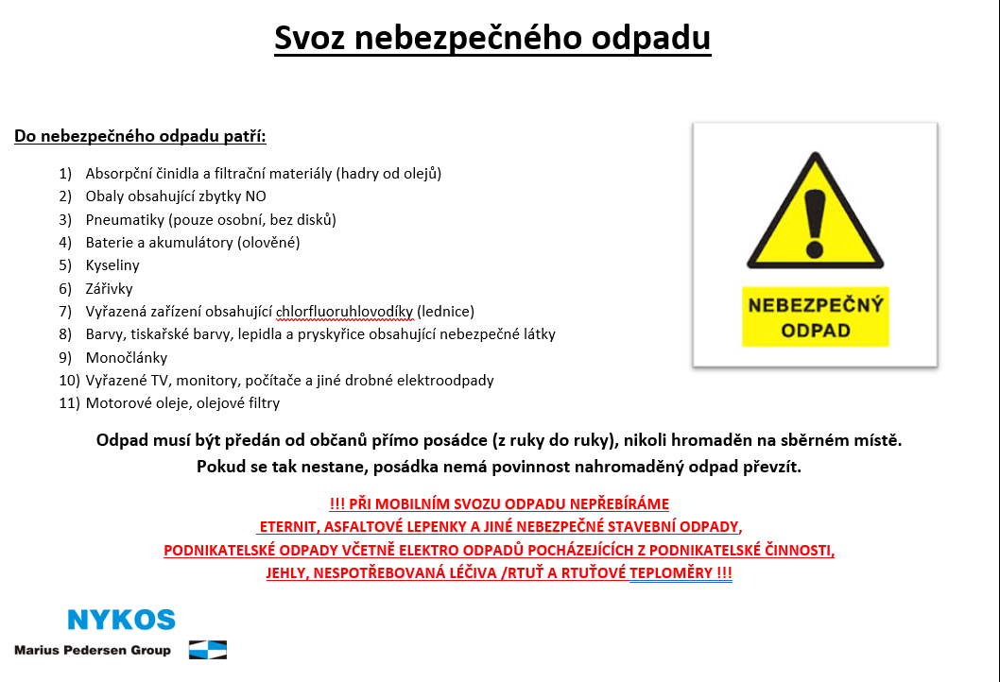 Svoz nebezpečného odpadu
Do nebezpečného odpadu patří:
1) Absorpční činidla a filtrační materiály (hadry od olejů)
2) Obaly obsahující zbytky NO
3) Pneumatiky (pouze osobní, bez disků)
4) Baterie a akumulátory (olověné)
5) Kyseliny
6) Zářivky
7) Vyřazená zařízení obsahující chlorfluoruhlovodíky (lednice)
8) Barvy, tiskařské barvy, lepidla a pryskyřice obsahující nebezpečné látky
9) Monočlánky
10) Vyřazené TV, monitory, počítače a jiné drobné elektroodpady
11) Motorové oleje, olejové filtry
NEBEZPEČNÝ
ODPAD
Odpad musí být předán od občanů přímo posádce (z ruky do ruky), nikoli hromaděn na sběrném místě.
Pokud se tak nestane, posádka nemá povinnost nahromaděný odpad převzít.
!!! PŘI MOBILNÍM SVOZU ODPADU NEPŘEBÍRÁME
ETERNIT, ASFALTOVÉ LEPENKY A JINÉ NEBEZPEČNÉ STAVEBNÍ ODPADY,
PODNIKATELSKÉ ODPADY VČETNĚ ELEKTRO ODPADŮ POCHÁZEJÍCÍCH Z PODNIKATELSKÉ ČINNOSTI,
JEHLY, NESPOTŘEBOVANÁ LÉČIVA /RTUŤ A RTUŤOVÉ TEPLOMĚRY !!!
NYKOS
Marius Pedersen Group